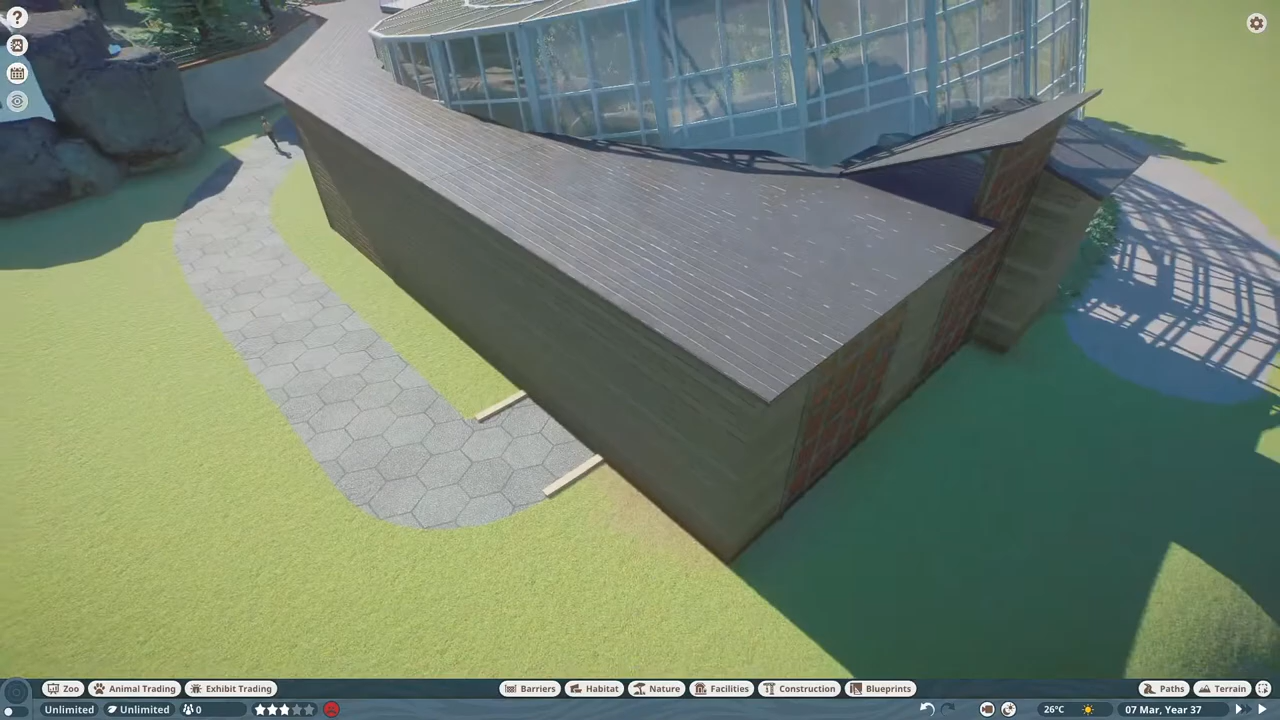 ?
Zoo
Animal Trading
Exhibit Trading
Barriers
Habitat
Nature
Facilities
Construction
Blueprints
Paths
Terrain
Unlimited
Unlimited
0
26°C
07 Mar, Year 37